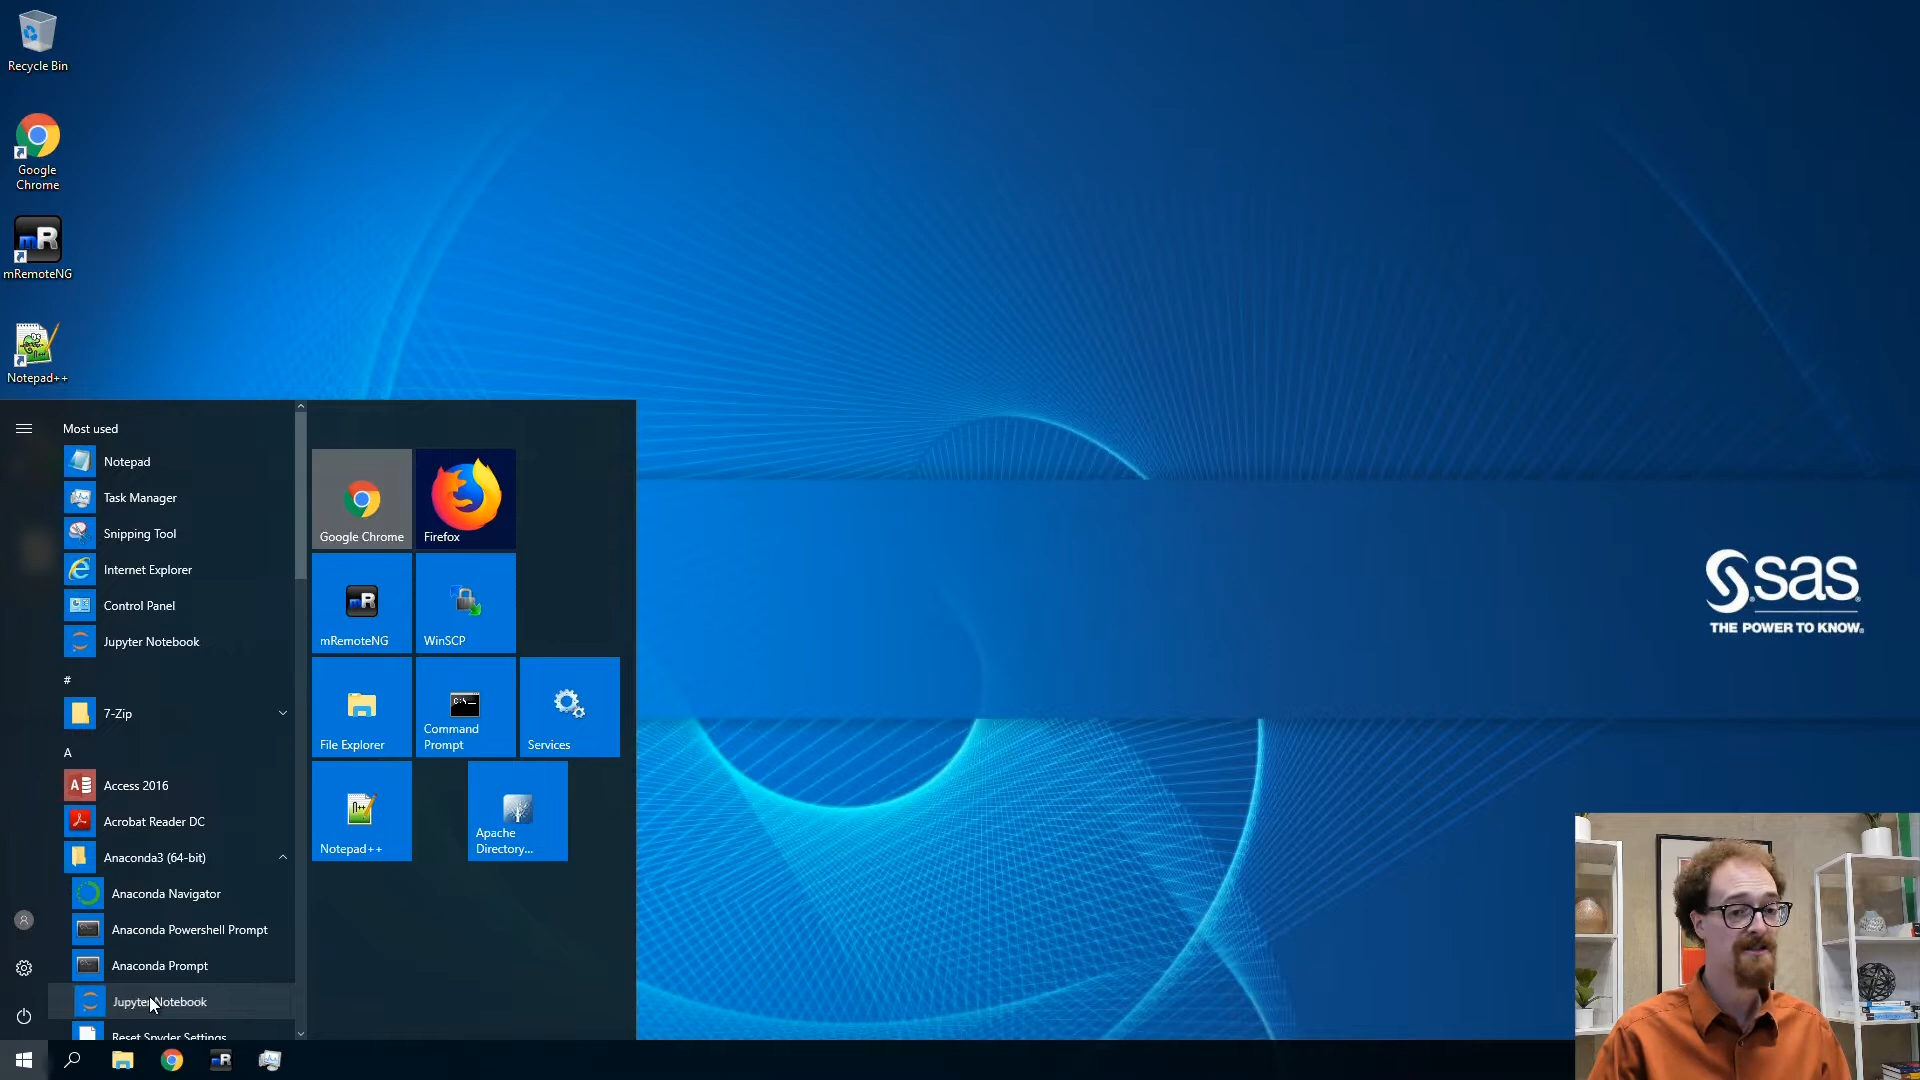 Recycle Bin
Google
Chrome
mR
mRemoteNG
Notepad++
Most used
Notepad
Task Manager
Snipping Tool
Internet Explorer
Control Panel
Jupyter Notebook
#
7-Zip
A
Access 2016
Acrobat Reader DC
Anaconda3 (64-bit)
Anaconda Navigator
Anaconda Powershell Prompt
Anaconda Prompt
Jupyter Notebook
Reset Spyder Settings
Google Chrome
Firefox
mR
mRemoteNG
WinSCP
File Explorer
C:\
Command
Prompt
Services
Notepad++
Apache
Directory...
sas
THE POWER TO KNOW®
mR